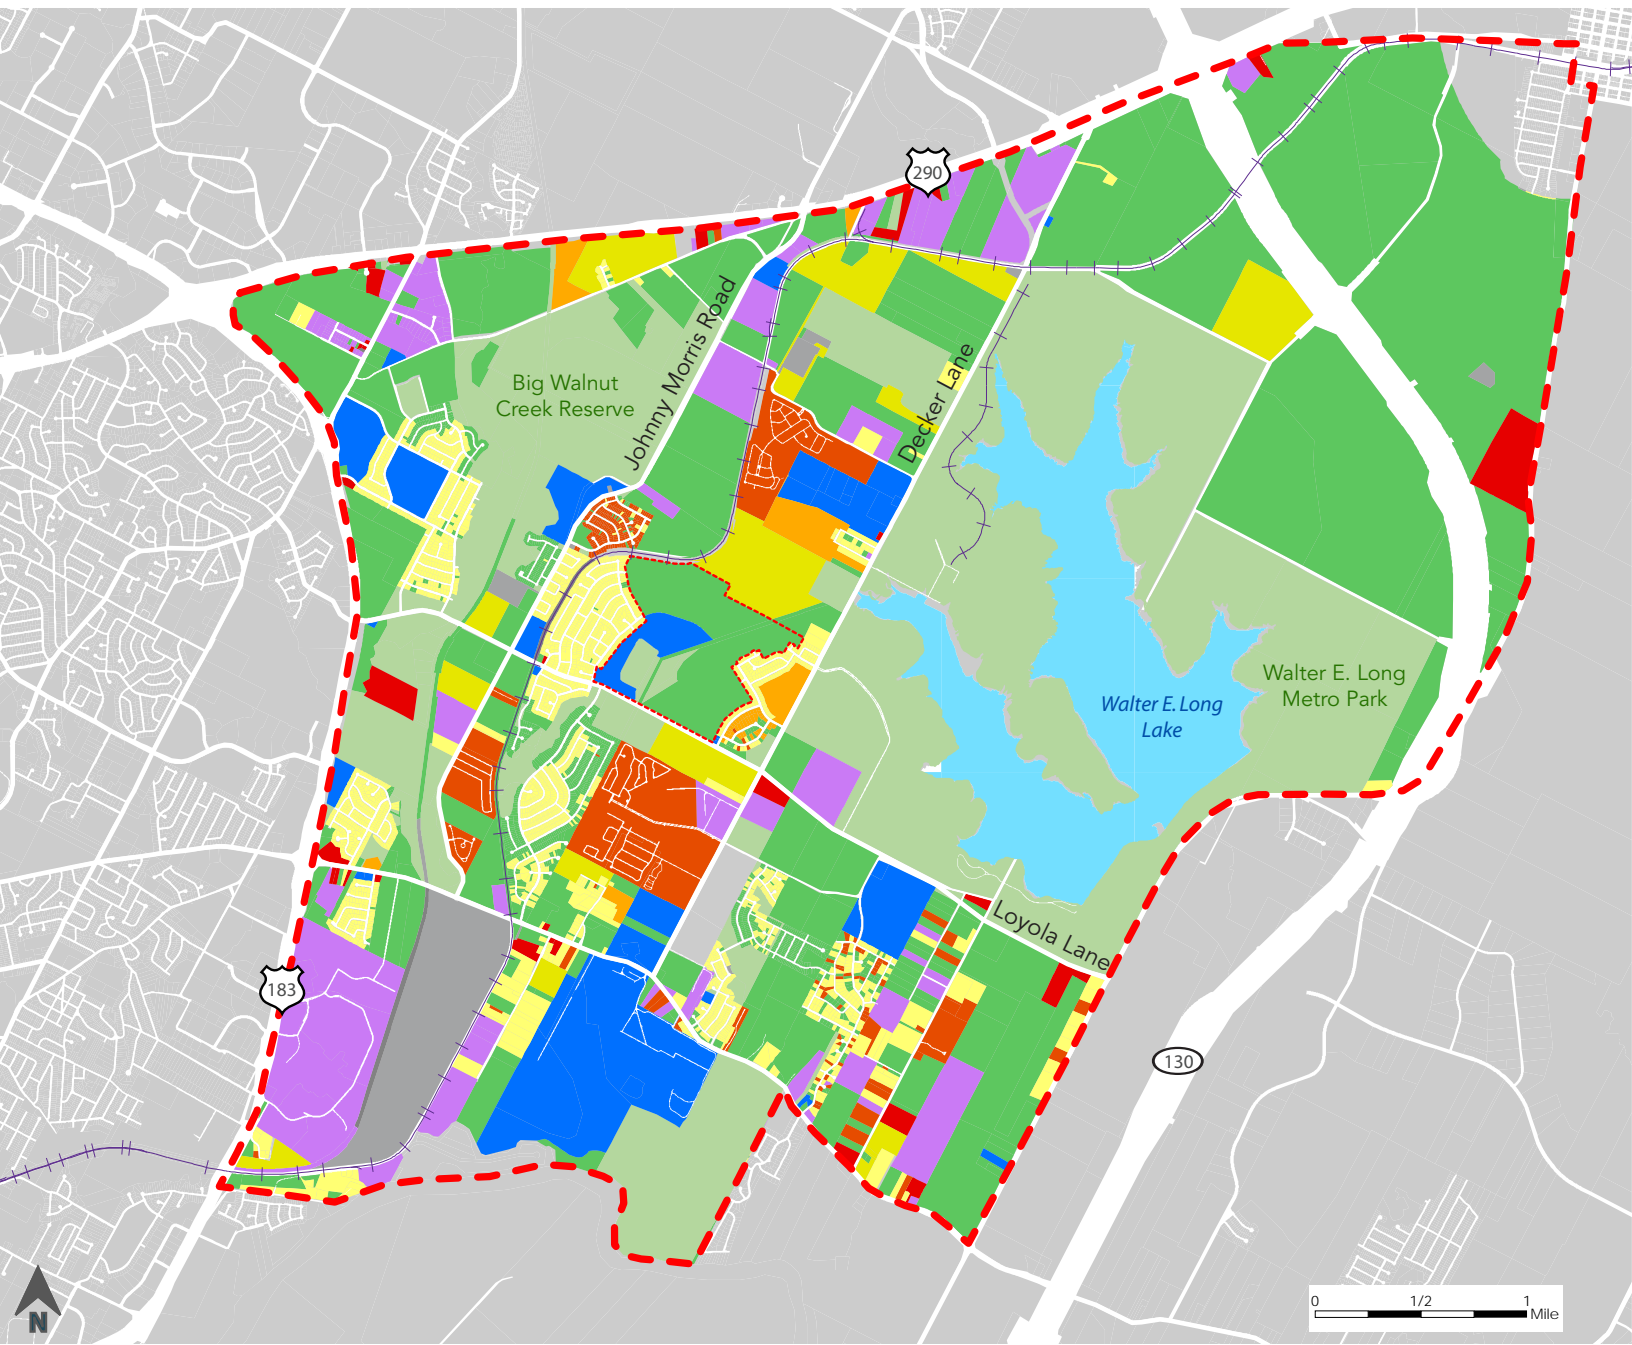 290
Big Walnut
Creek Reserve
Johnny Morris Road
Decker Lane
Walter E. Long
Metro Park
Walter E. Long
Lake
Loyola Lane
183
130
N
0 1/2 1
Mile